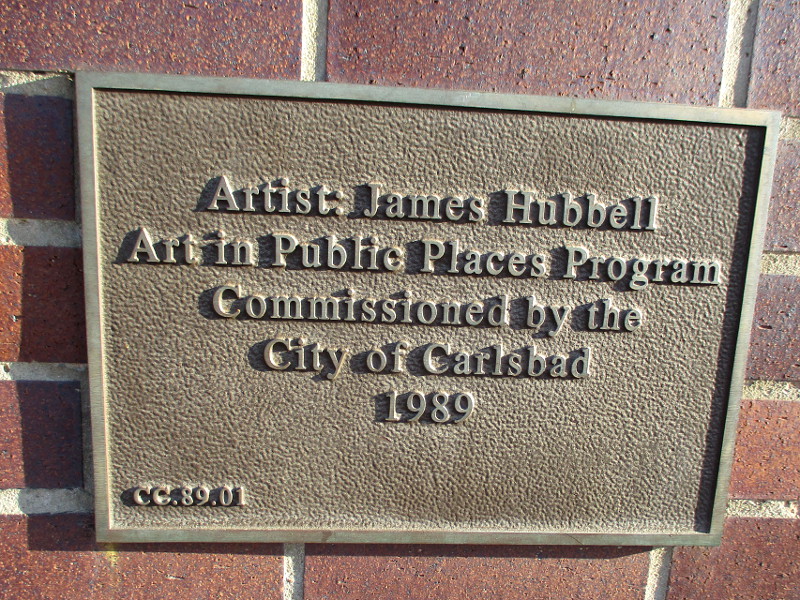 Artist: James Hubbell
Art in Public Places Program
Commissioned by the
City of Carlsbad
1989
CC.89.01